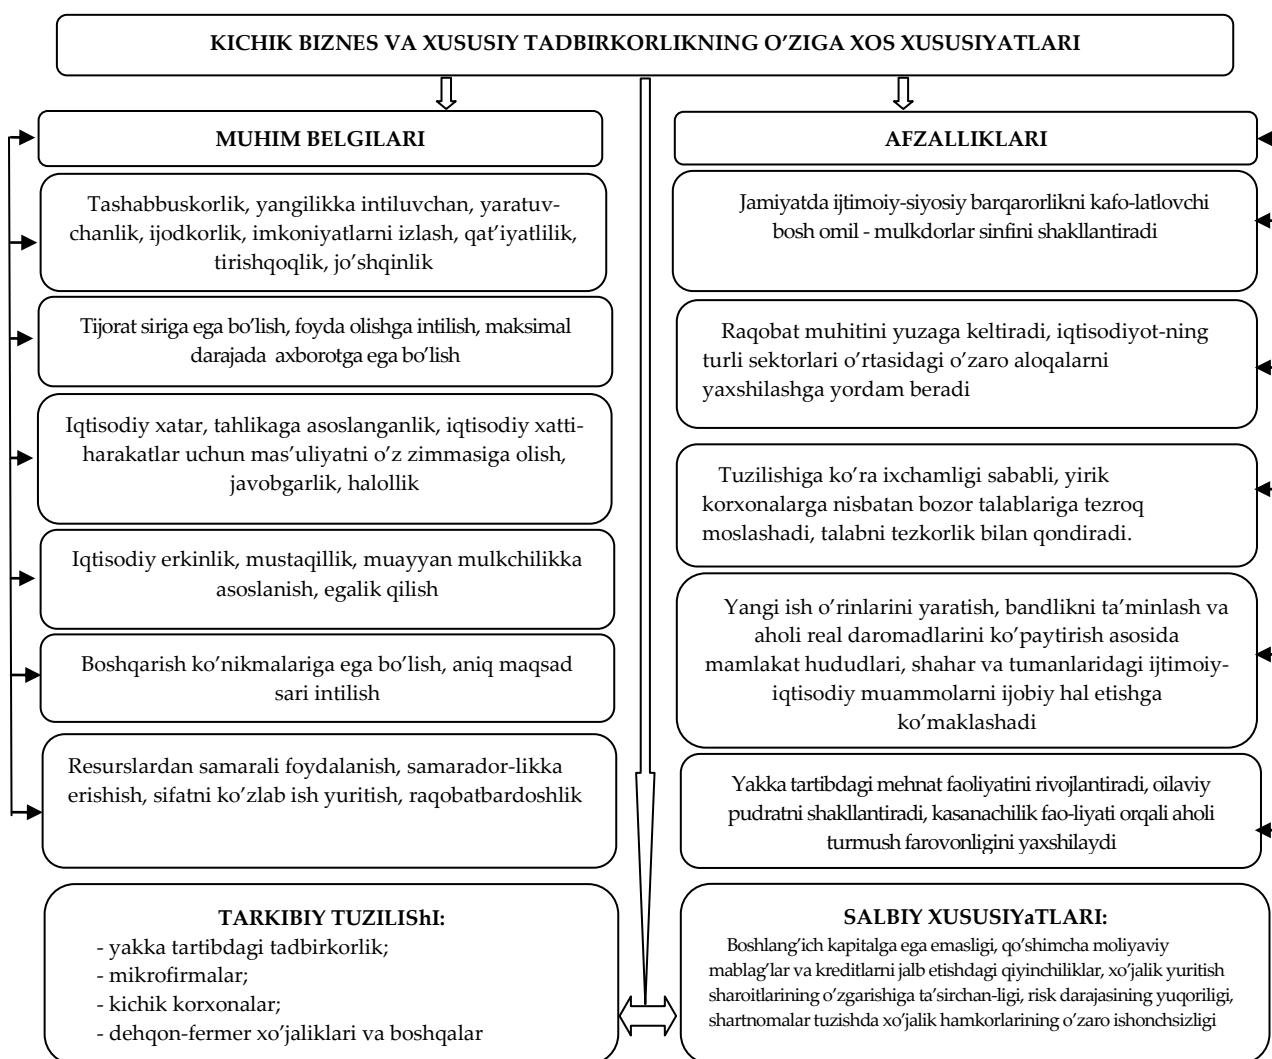 KICHIK BIZNES VA XUSUSIY TADBIRKORLIKNING O’ZIGA XOS XUSUSIYATLARI
MUHIM BELGILARI
Tashabbuskorlik, yangilikka intiluvchan, yaratuv-
chanlik, ijodkorlik, imkoniyatlarni izlash, qat’iyatlilik,
tirishqoqlik, jo’shqinlik
Tijorat siriga ega bo’lish, foyda olishga intilish, maksimal
darajada axborotga ega bo’lish
Iqtisodiy xatar, tahlikaga asoslanganlik, iqtisodiy xatti-
harakatlar uchun mas’uliyatni o’z zimmasiga olish,
javobgarlik, halollik
Iqtisodiy erkinlik, mustaqillik, muayyan mulkchilikka
asoslanish, egalik qilish
Boshqarish ko’nikmalariga ega bo’lish, aniq maqsad
sari intilish
Resurslardan samarali foydalanish, samarador-likka
erishish, sifatni ko’zlab ish yuritish, raqobatbardoshlik
TARKIBIY TUZILIShI:
- yakka tartibdagi tadbirkorlik;
- mikrofirmalar;
- kichik korxonalar;
- dehqon-fermer xo’jaliklari va boshqalar
AFZALLIKLARI
Jamiyatda ijtimoiy-siyosiy barqarorlikni kafo-latlovchi
bosh omil - mulkdorlar sinfini shakllantiradi
Raqobat muhitini yuzaga keltiradi, iqtisodiyot-ning
turli sektorlari o’rtasidagi o’zaro aloqalarni
yaxshilashga yordam beradi
Tuzilishiga ko’ra ixchamligi sababli, yirik
korxonalarga nisbatan bozor talablariga tezroq
moslashadi, talabni tezkorlik bilan qondiradi.
Yangi ish o’rinlarini yaratish, bandlikni ta’minlash va
aholi real daromadlarini ko’paytirish asosida
mamlakat hududlari, shahar va tumanlaridagi ijtimoiy-
iqtisodiy muammolarni ijobiy hal etishga
ko’maklashadi
Yakka tartibdagi mehnat faoliyatini rivojlantiradi, oilaviy
pudratni shakllantiradi, kasanachilik fao-liyati orqali aholi
turmush farovonligini yaxshilaydi
SALBIY XUSUSIYaTLARI:
Boshlang’ich kapitalga ega emasligi, qo’shimcha moliyaviy
mablag’lar va kreditlarni jalb etishdagi qiyinchiliklar, xo’jalik yuritish
sharoitlarining o’zgarishiga ta’sirchan-ligi, risk darajasining yuqoriligi,
shartnomalar tuzishda xo’jalik hamkorlarining o’zaro ishonchsizligi